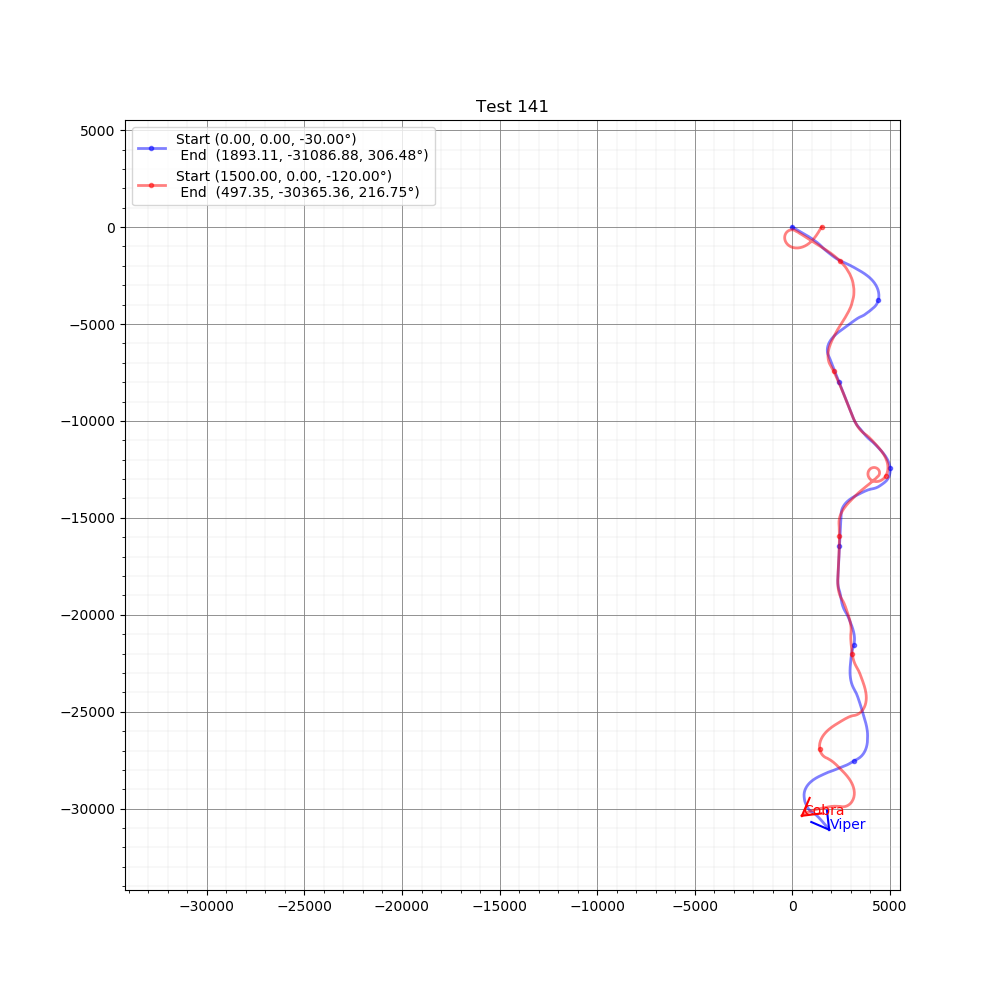 Test 141
Start (0.00, 0.00, -30.00°)
End  (1893.11, -31086.88, 306.48°)
Start (1500.00, 0.00, -120.00°)
End  (497.35, -30365.36, 216.75°)
5000
0
−5000
−10000
−15000
−20000
−25000
−30000
Cobra
Viper
−30000 −25000 −20000 −15000 −10000 −5000 0 5000